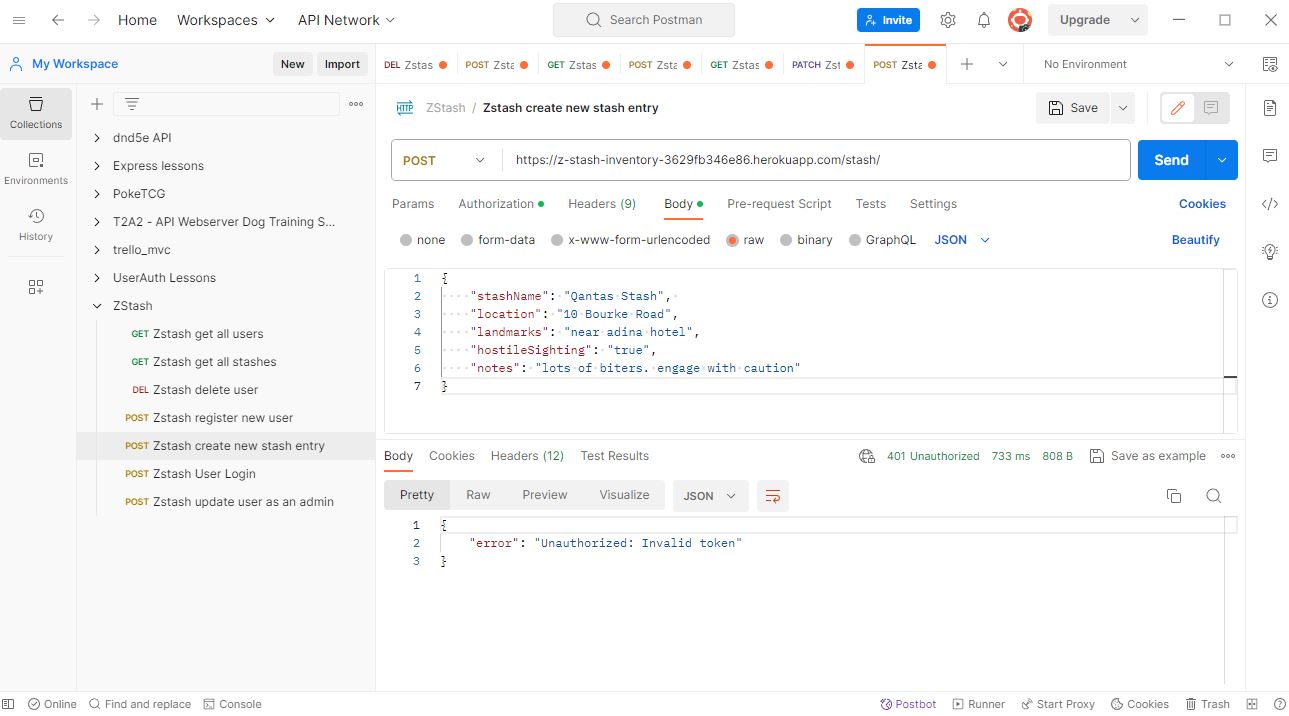 Home Workspaces API Network Search Postman Invite Upgrade
My Workspace New Import DEL Zstas POST Zsta GET Zstas POST Zsta GET Zstas PATCH Zst POST Zsta No Environment
Collections
Environments
History
dnd5e API
Express lessons
PokeTCG
T2A2 - API Webserver Dog Training S...
trello_mvc
UserAuth Lessons
ZStash
GET Zstash get all users
GET Zstash get all stashes
DEL Zstash delete user
POST Zstash register new user
POST Zstash create new stash entry
POST Zstash User Login
POST Zstash update user as an admin
HTTP ZStash / Zstash create new stash entry Save
POST https://z-stash-inventory-3629fb346e86.herokuapp.com/stash/ Send
Params Authorization Headers (9) Body Pre-request Script Tests Settings Cookies
none form-data x-www-form-urlencoded raw binary GraphQL JSON Beautify
1 {
2 "stashName": "Qantas Stash",
3 "location": "10 Bourke Road",
4 "landmarks": "near adina hotel",
5 "hostileSighting": "true",
6 "notes": "lots of biters. engage with caution"
7 }
Body Cookies Headers (12) Test Results 401 Unauthorized 733 ms 808 B Save as example
Pretty Raw Preview Visualize JSON
1 {
2 "error": "Unauthorized: Invalid token"
3 }
Online Find and replace Console Postbot Runner Start Proxy Cookies Trash